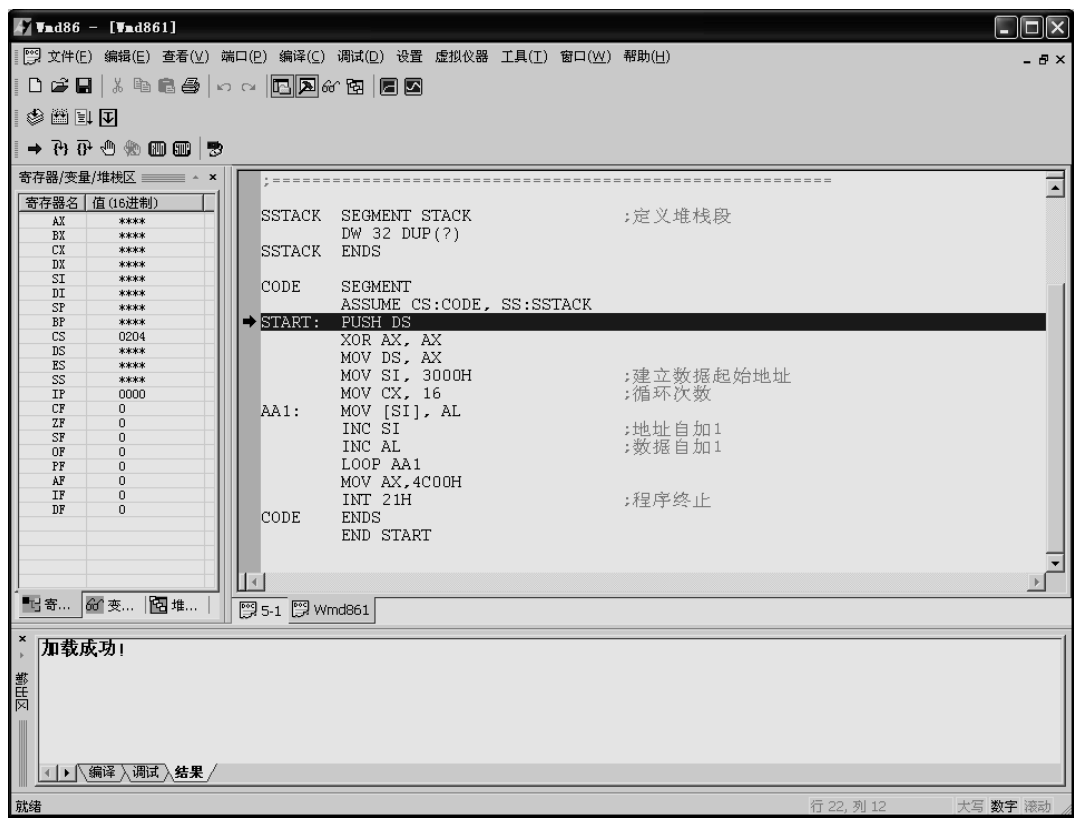 Wmd86 - [Wmd861]
文件(F) 编辑(E) 查看(V) 端口(P) 编译(C) 调试(D) 设置 虚拟仪器 工具(T) 窗口(W) 帮助(H)
寄存器/变量/堆栈区
寄存器名 值(16进制)
AX ****
BX ****
CX ****
DX ****
SI ****
DI ****
SP ****
BP ****
CS 0204
DS ****
ES ****
SS ****
IP 0000
CF 0
ZF 0
SF 0
OF 0
PF 0
AF 0
IF 0
DF 0
寄... 变... 堆...
;========================================================
SSTACK SEGMENT STACK ;定义堆栈段
DW 32 DUP(?)
SSTACK ENDS
CODE SEGMENT
ASSUME CS:CODE, SS:SSTACK
START: PUSH DS
XOR AX, AX
MOV DS, AX
MOV SI, 3000H ;建立数据起始地址
MOV CX, 16 ;循环次数
AA1: MOV [SI], AL
INC SI ;地址自加1
INC AL ;数据自加1
LOOP AA1
MOV AX,4C00H
INT 21H ;程序终止
CODE ENDS
END START
5-1 Wmd861
加载成功!
编译 调试 结果
就绪
行 22, 列 12 大写 数字 滚动